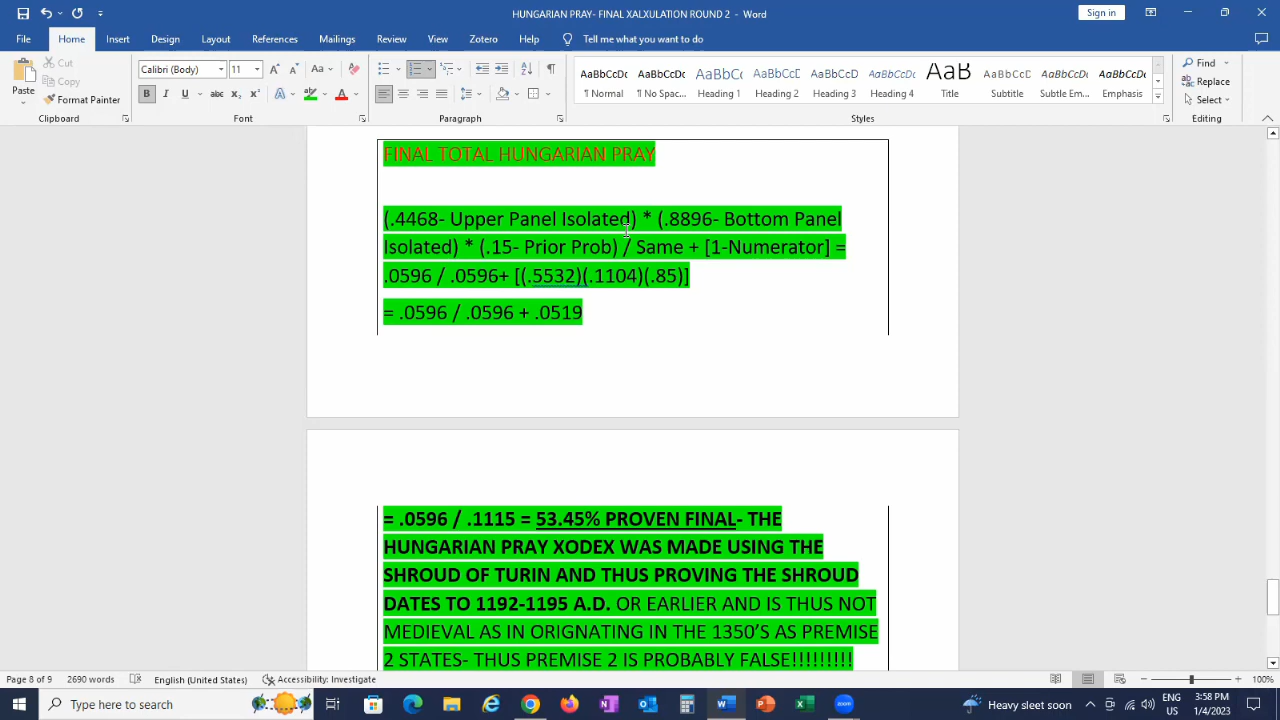 HUNGARIAN PRAY- FINAL XALXULATION ROUND 2 - Word
Sign in
File Home Insert Design Layout References Mailings Review View Zotero Help Tell me what you want to do
Paste
Cut
Copy
Format Painter
Clipboard
Calibri (Body) 11
Font
Paragraph
AaBbCcDc AaBbCcDc AaBbCc AaBbCcD AaBbCcD AaBbCcD AaB AaBbCcD AaBbCcDc AaBbCcDc
¶ Normal ¶ No Spac... Heading 1 Heading 2 Heading 3 Heading 4 Title Subtitle Subtle Em... Emphasis
Styles
Find
Replace
Select
Editing
FINAL TOTAL HUNGARIAN PRAY
(.4468- Upper Panel Isolated) * (.8896- Bottom Panel
Isolated) * (.15- Prior Prob) / Same + [1-Numerator] =
.0596 / .0596+ [(.5532)(.1104)(.85)]
= .0596 / .0596 + .0519
= .0596 / .1115 = 53.45% PROVEN FINAL- THE
HUNGARIAN PRAY XODEX WAS MADE USING THE
SHROUD OF TURIN AND THUS PROVING THE SHROUD
DATES TO 1192-1195 A.D. OR EARLIER AND IS THUS NOT
MEDIEVAL AS IN ORIGNATING IN THE 1350'S AS PREMISE
2 STATES- THUS PREMISE 2 IS PROBABLY FALSE!!!!!!!!!
Page 8 of 9 2690 words English (United States) Accessibility: Investigate 100%
Type here to search
Heavy sleet soon
ENG
US
3:58 PM
1/4/2023